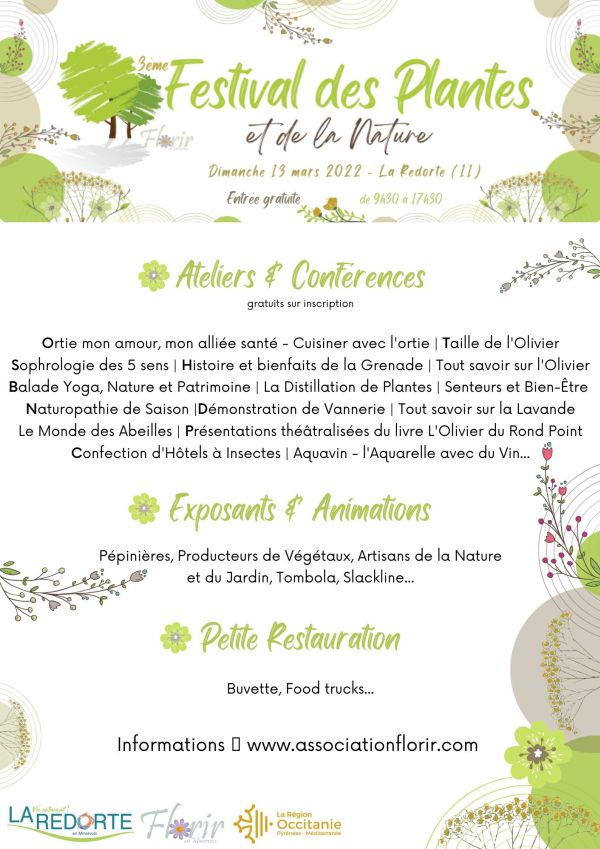 3ème
Festival des Plantes
Florir
et de la Nature
Dimanche 13 mars 2022 - La Redorte (11)
Entrée gratuite
de 9h30 à 17h30
Ateliers & Conférences
gratuits sur inscription
Ortie mon amour, mon alliée santé - Cuisiner avec l'ortie | Taille de l'Olivier
Sophrologie des 5 sens | Histoire et bienfaits de la Grenade | Tout savoir sur l'Olivier
Balade Yoga, Nature et Patrimoine | La Distillation de Plantes | Senteurs et Bien-Être
Naturopathie de Saison |Démonstration de Vannerie | Tout savoir sur la Lavande
Le Monde des Abeilles | Présentations théâtralisées du livre L'Olivier du Rond Point
Confection d'Hôtels à Insectes | Aquavin - l'Aquarelle avec du Vin...
Exposants & Animations
Pépinières, Producteurs de Végétaux, Artisans de la Nature
et du Jardin, Tombola, Slackline...
Petite Restauration
Buvette, Food trucks...
Informations ▯ www.associationflorir.com
LA REDORTE
en Minervois
Florir
en Minervois
La Région
Occitanie
Pyrénées - Méditerranée